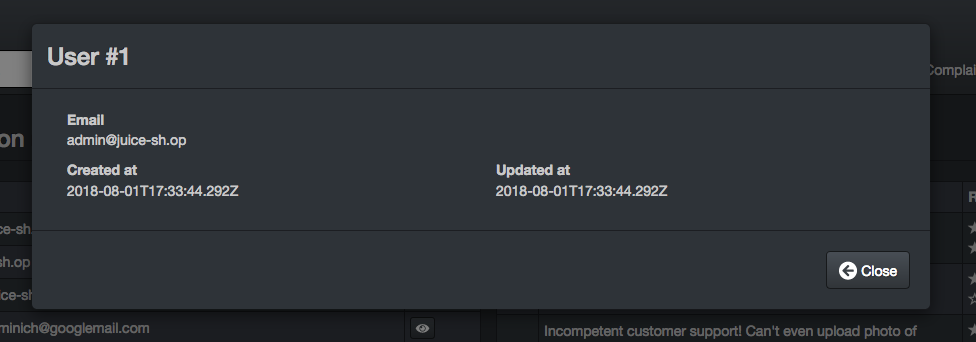 User #1
Complai
on
Email
admin@juice-sh.op
Created at
Updated at
2018-08-01T17:33:44.292Z
2018-08-01T17:33:44.292Z
R
ce-sh.
sh.op
ice-sh
Close
minich@googlemail.com
Incompetent customer support! Can't even upload photo of